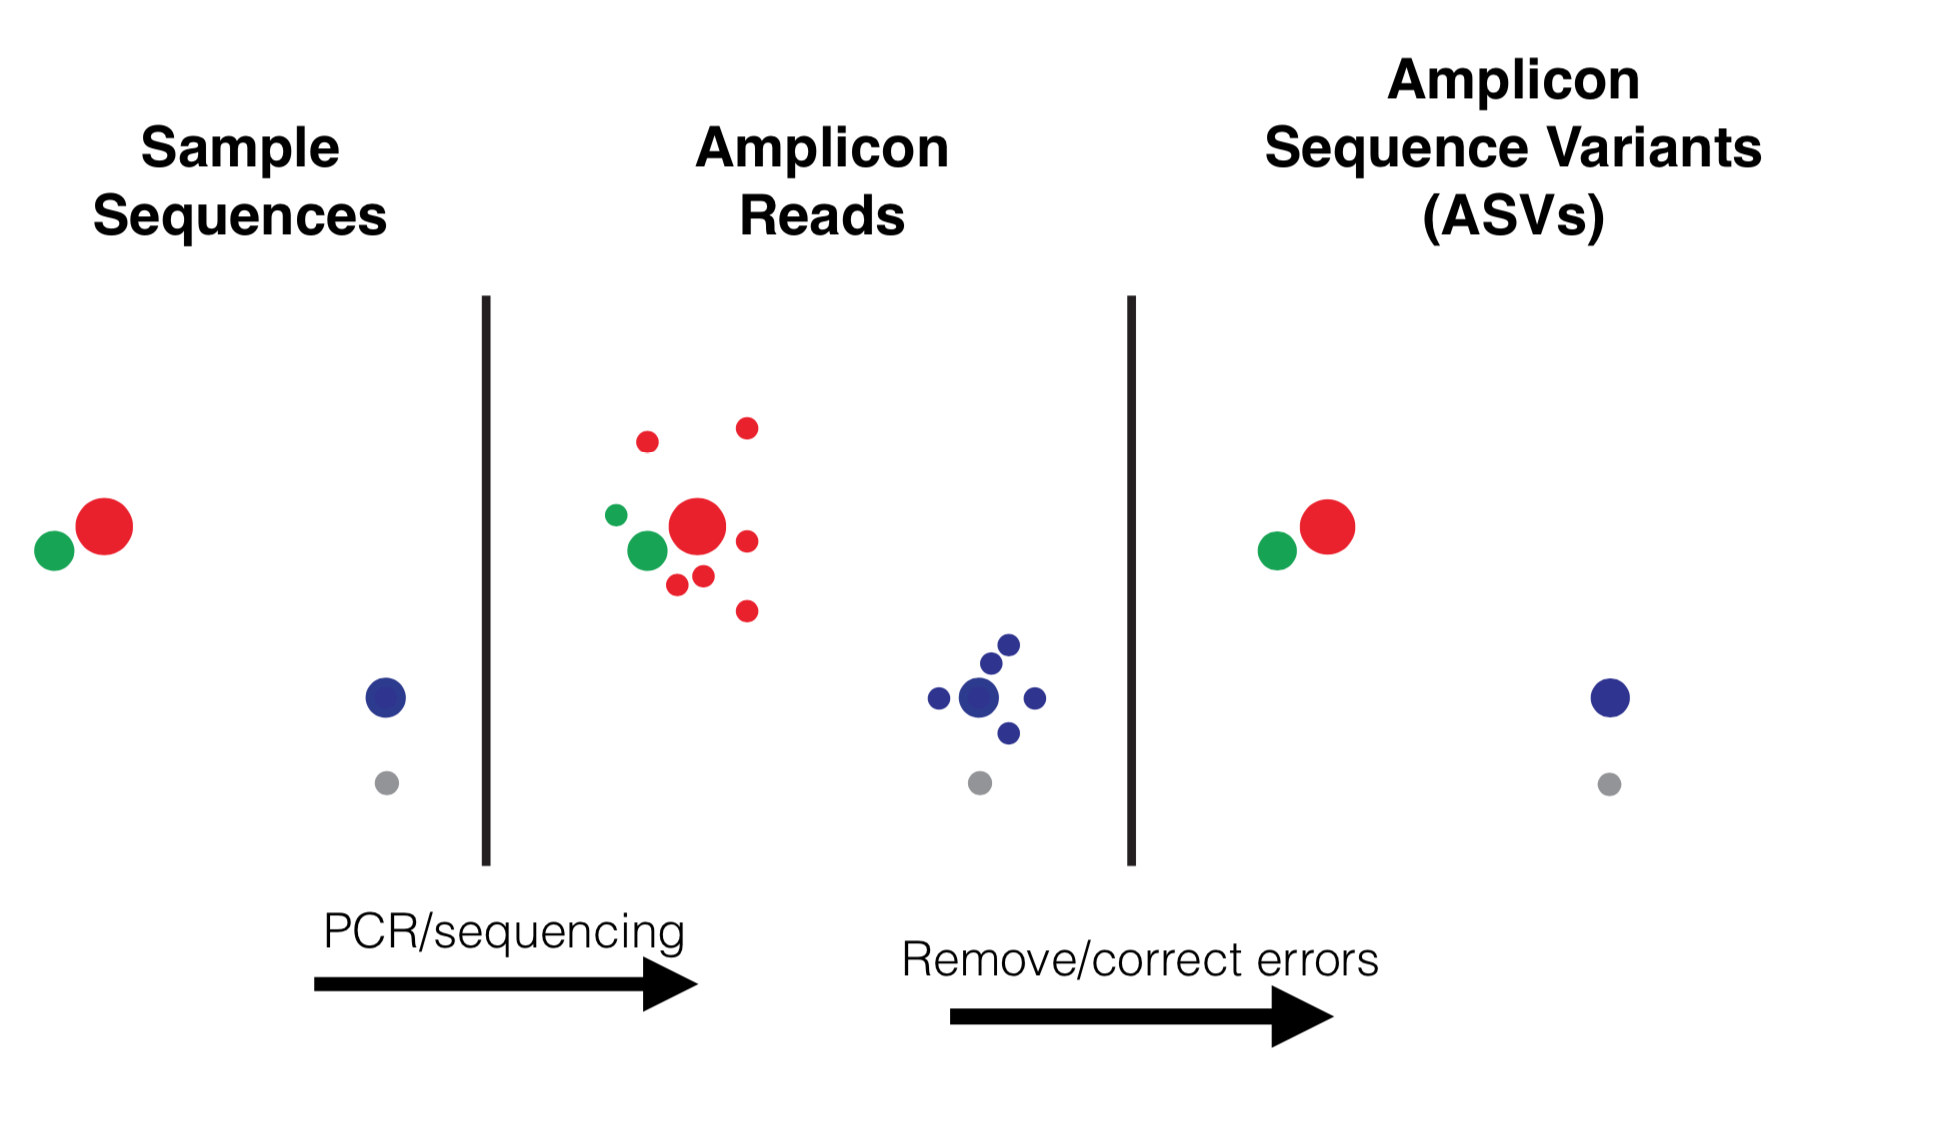 Sample
Sequences
Amplicon
Reads
Amplicon
Sequence Variants
(ASVs)
PCR/sequencing
Remove/correct errors